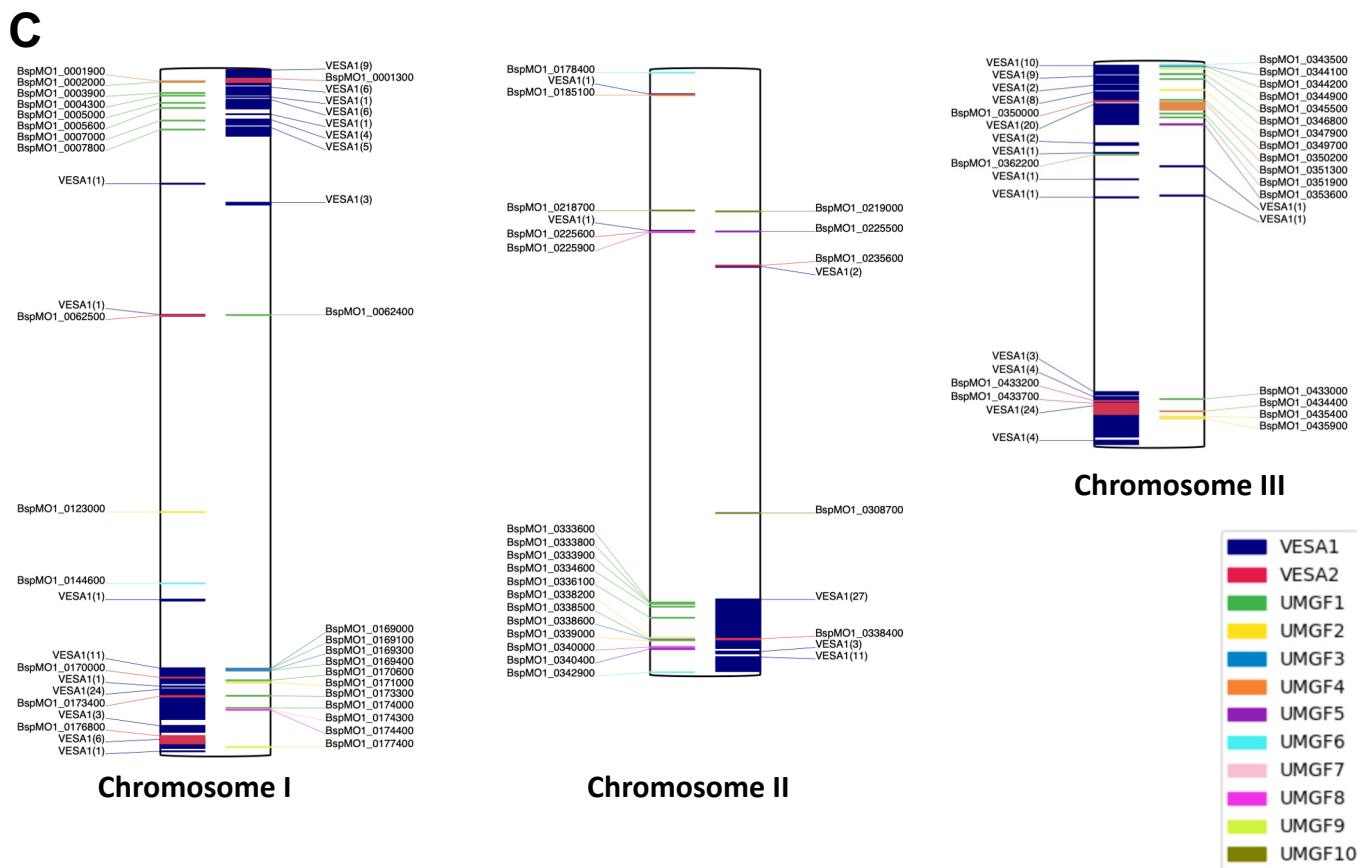 C
BspMO1_0001900
BspMO1_0002000
BspMO1_0003900
BspMO1_0004300
BspMO1_0005000
BspMO1_0005600
BspMO1_0007000
BspMO1_0007800
VESA1(1)
VESA1(1)
BspMO1_0062500
BspMO1_0123000
BspMO1_0144600
VESA1(1)
VESA1(11)
BspMO1_0170000
VESA1(1)
VESA1(24)
BspMO1_0173400
VESA1(3)
BspMO1_0176800
VESA1(6)
VESA1(1)
VESA1(9)
BspMO1_0001300
VESA1(6)
VESA1(1)
VESA1(6)
VESA1(1)
VESA1(4)
VESA1(5)
VESA1(3)
BspMO1_0062400
BspMO1_0169000
BspMO1_0169100
BspMO1_0169300
BspMO1_0169400
BspMO1_0170600
BspMO1_0171000
BspMO1_0173300
BspMO1_0174000
BspMO1_0174300
BspMO1_0174400
BspMO1_0177400
Chromosome I
BspMO1_0178400
VESA1(1)
BspMO1_0185100
BspMO1_0218700
VESA1(1)
BspMO1_0225600
BspMO1_0225900
BspMO1_0333600
BspMO1_0333800
BspMO1_0333900
BspMO1_0334600
BspMO1_0336100
BspMO1_0338200
BspMO1_0338500
BspMO1_0338600
BspMO1_0339000
BspMO1_0340000
BspMO1_0340400
BspMO1_0342900
BspMO1_0219000
BspMO1_0225500
BspMO1_0235600
VESA1(2)
BspMO1_0308700
VESA1(27)
BspMO1_0338400
VESA1(3)
VESA1(11)
Chromosome II
VESA1(10)
VESA1(9)
VESA1(2)
VESA1(8)
BspMO1_0350000
VESA1(20)
VESA1(2)
VESA1(1)
BspMO1_0362200
VESA1(1)
VESA1(1)
VESA1(3)
VESA1(4)
BspMO1_0433200
BspMO1_0433700
VESA1(24)
VESA1(4)
BspMO1_0343500
BspMO1_0344100
BspMO1_0344200
BspMO1_0344900
BspMO1_0345500
BspMO1_0346800
BspMO1_0347900
BspMO1_0349700
BspMO1_0350200
BspMO1_0351300
BspMO1_0351900
BspMO1_0353600
VESA1(1)
VESA1(1)
BspMO1_0433000
BspMO1_0434400
BspMO1_0435400
BspMO1_0435900
Chromosome III
VESA1
VESA2
UMGF1
UMGF2
UMGF3
UMGF4
UMGF5
UMGF6
UMGF7
UMGF8
UMGF9
UMGF10